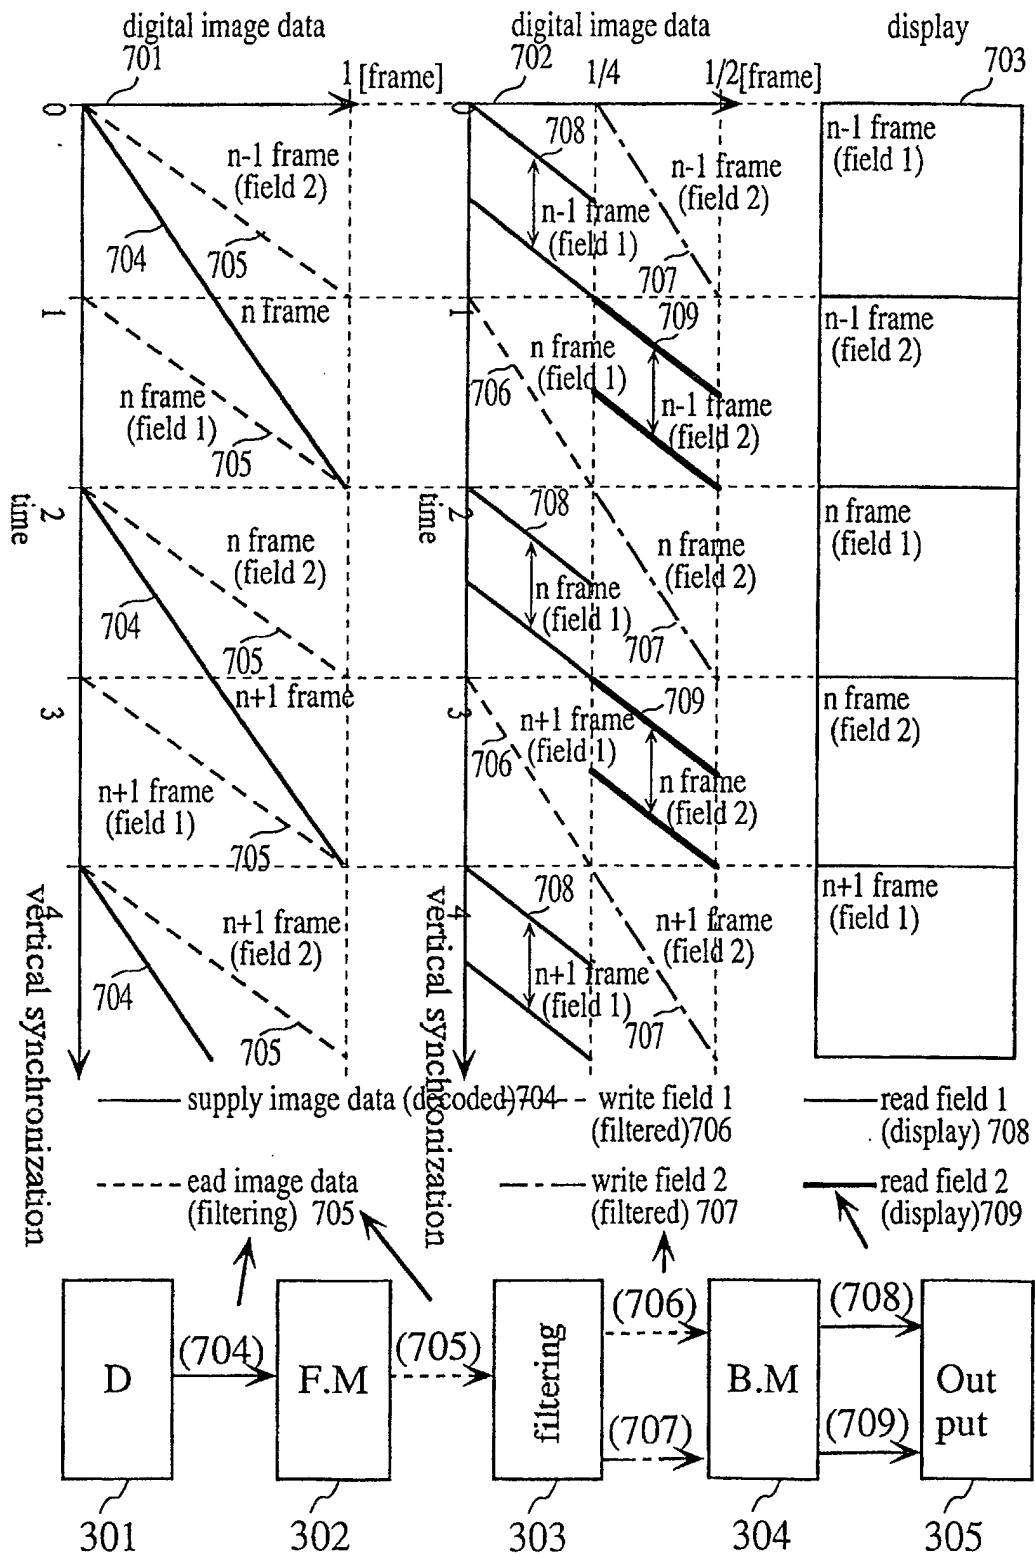 digital image data
701
1 [frame]
digital image data
702
1/4
1/2 [frame]
display
703
0
0
n-1 frame
(field 2)
704
705
708
n-1 frame
(field 1)
n-1 frame
(field 2)
707
n-1 frame
(field 1)
1
n frame
n frame
(field 1)
705
1
706
n frame
(field 1)
709
n-1 frame
(field 2)
n-1 frame
(field 2)
2
time
n frame
(field 2)
704
705
2
time
708
n frame
(field 1)
n frame
(field 2)
707
n frame
(field 1)
3
n+1 frame
n+1 frame
(field 1)
705
3
706
n+1 frame
(field 1)
709
n frame
(field 2)
n frame
(field 2)
4
vertical synchronization
n+1 frame
(field 2)
704
705
4
vertical synchronization
708
n+1 frame
(field 1)
n+1 frame
(field 2)
707
n+1 frame
(field 1)
supply image data (decoded)704
write field 1
(filtered)706
read field 1
(display) 708
ead image data
(filtering) 705
write field 2
(filtered) 707
read field 2
(display)709
D
(704)
F.M
(705)
filtering
(706)
(707)
B.M
(708)
(709)
Out
put
301
302
303
304
305